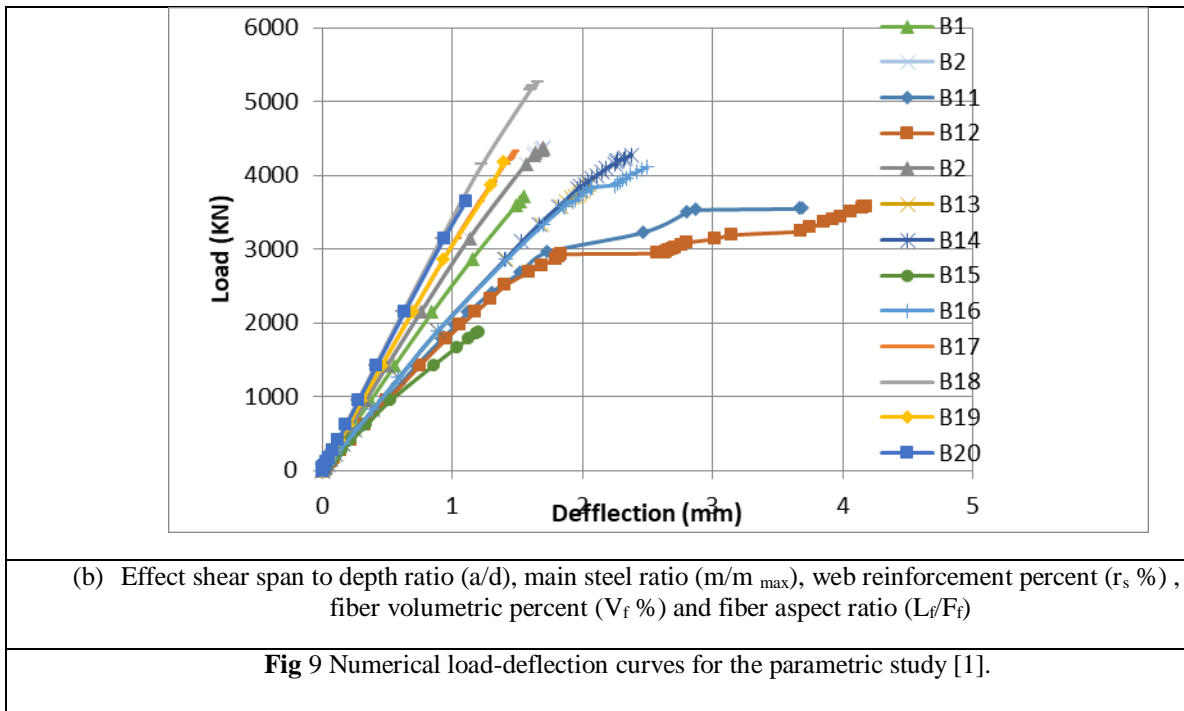 6000
5000
4000
3000
2000
1000
0
Load (KN)
0 1 2 3 4 5
Defflection (mm)
B1
B2
B11
B12
B2
B13
B14
B15
B16
B17
B18
B19
B20
(b) Effect shear span to depth ratio (a/d), main steel ratio (m/m max), web reinforcement percent (rs %) ,
fiber volumetric percent (Vf %) and fiber aspect ratio (Lf/Ff)
Fig 9 Numerical load-deflection curves for the parametric study [1].